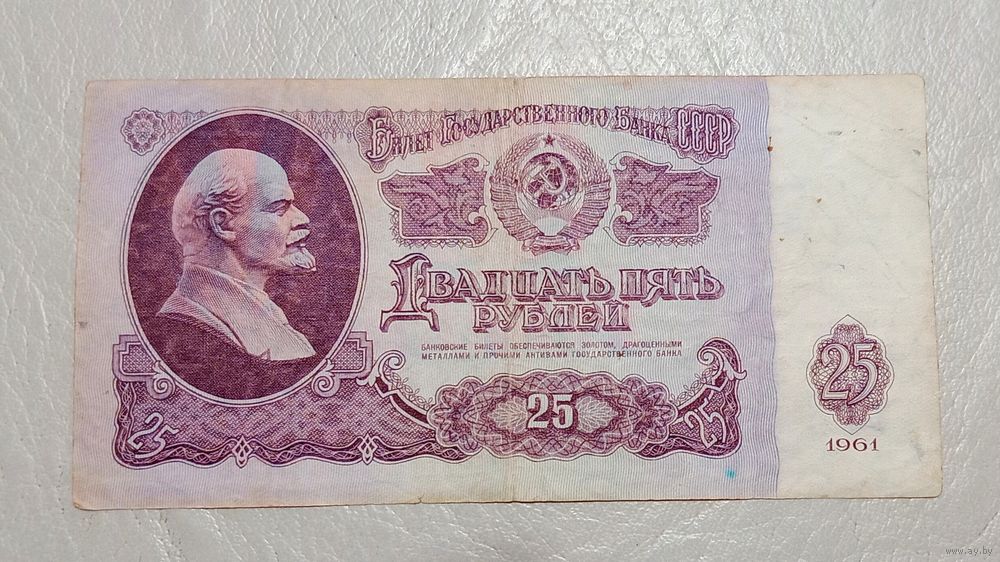 Билет Государственного Банка СССР
Двадцать пять
рублей
БАНКОВСКИЕ БИЛЕТЫ ОБЕСПЕЧИВАЮТСЯ ЗОЛОТОМ, ДРАГОЦЕННЫМИ
МЕТАЛЛАМИ И ПРОЧИМИ АКТИВАМИ ГОСУДАРСТВЕННОГО БАНКА
25
25
25
25
1961
www.ay.by